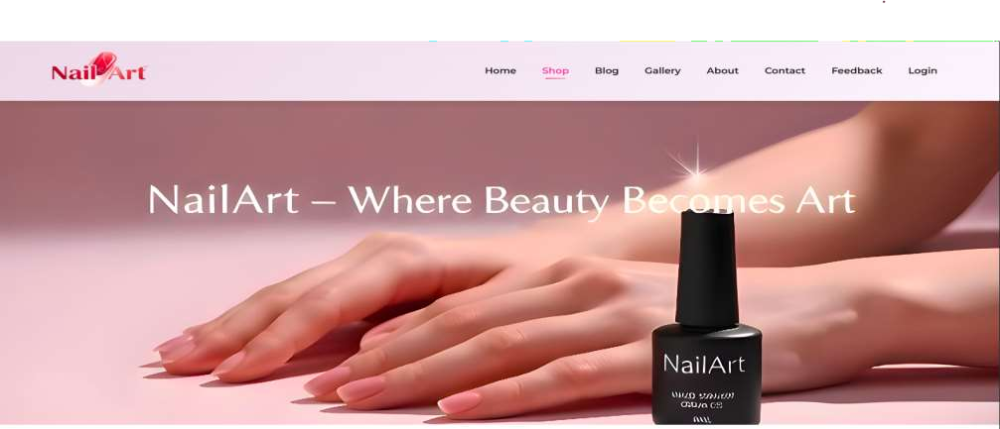 NailArt
Home Shop Blog Gallery About Contact Feedback Login
NailArt – Where Beauty Becomes Art
NailArt